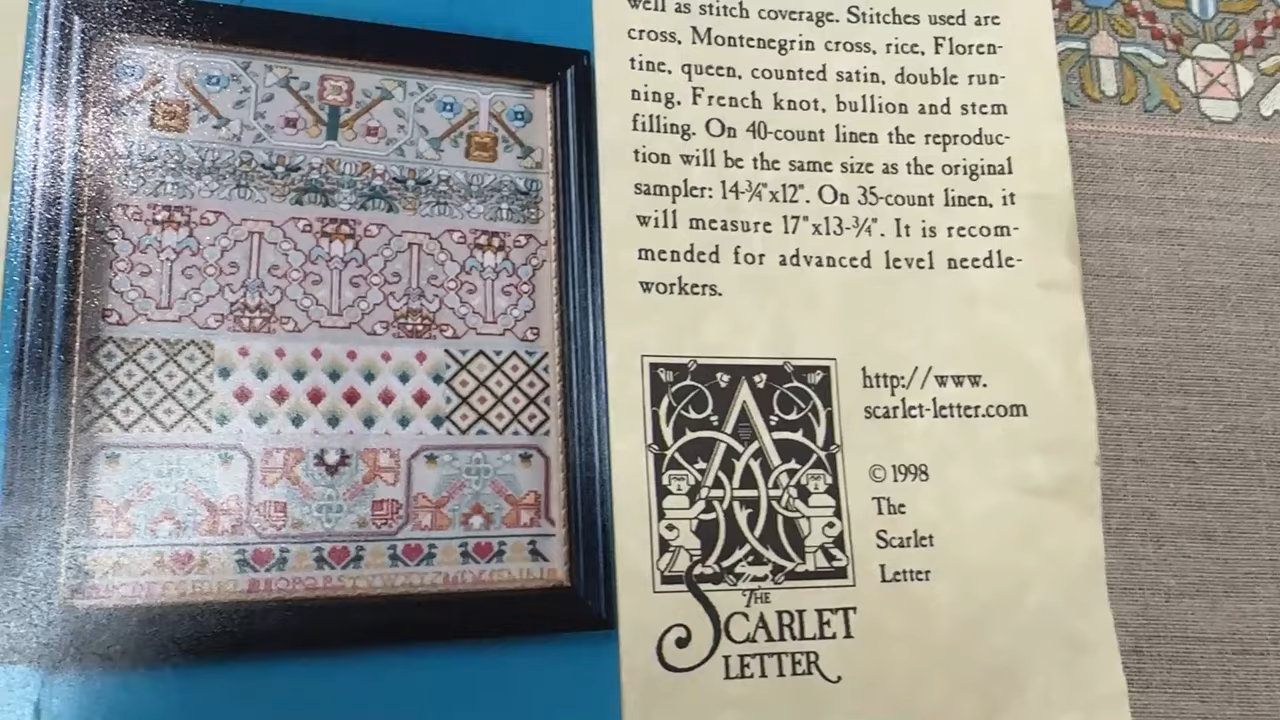 well as stitch coverage. Stitches used are
cross, Montenegrin cross, rice, Floren-
tine, queen, counted satin, double run-
ning, French knot, bullion and stem
filling. On 40-count linen the reproduc-
tion will be the same size as the original
sampler: 14-¾"x12". On 35-count linen, it
will measure 17"x13-¾". It is recom-
mended for advanced level needle-
workers.
http://www.
scarlet-letter.com
© 1998
The
Scarlet
Letter
THE
SCARLET
LETTER